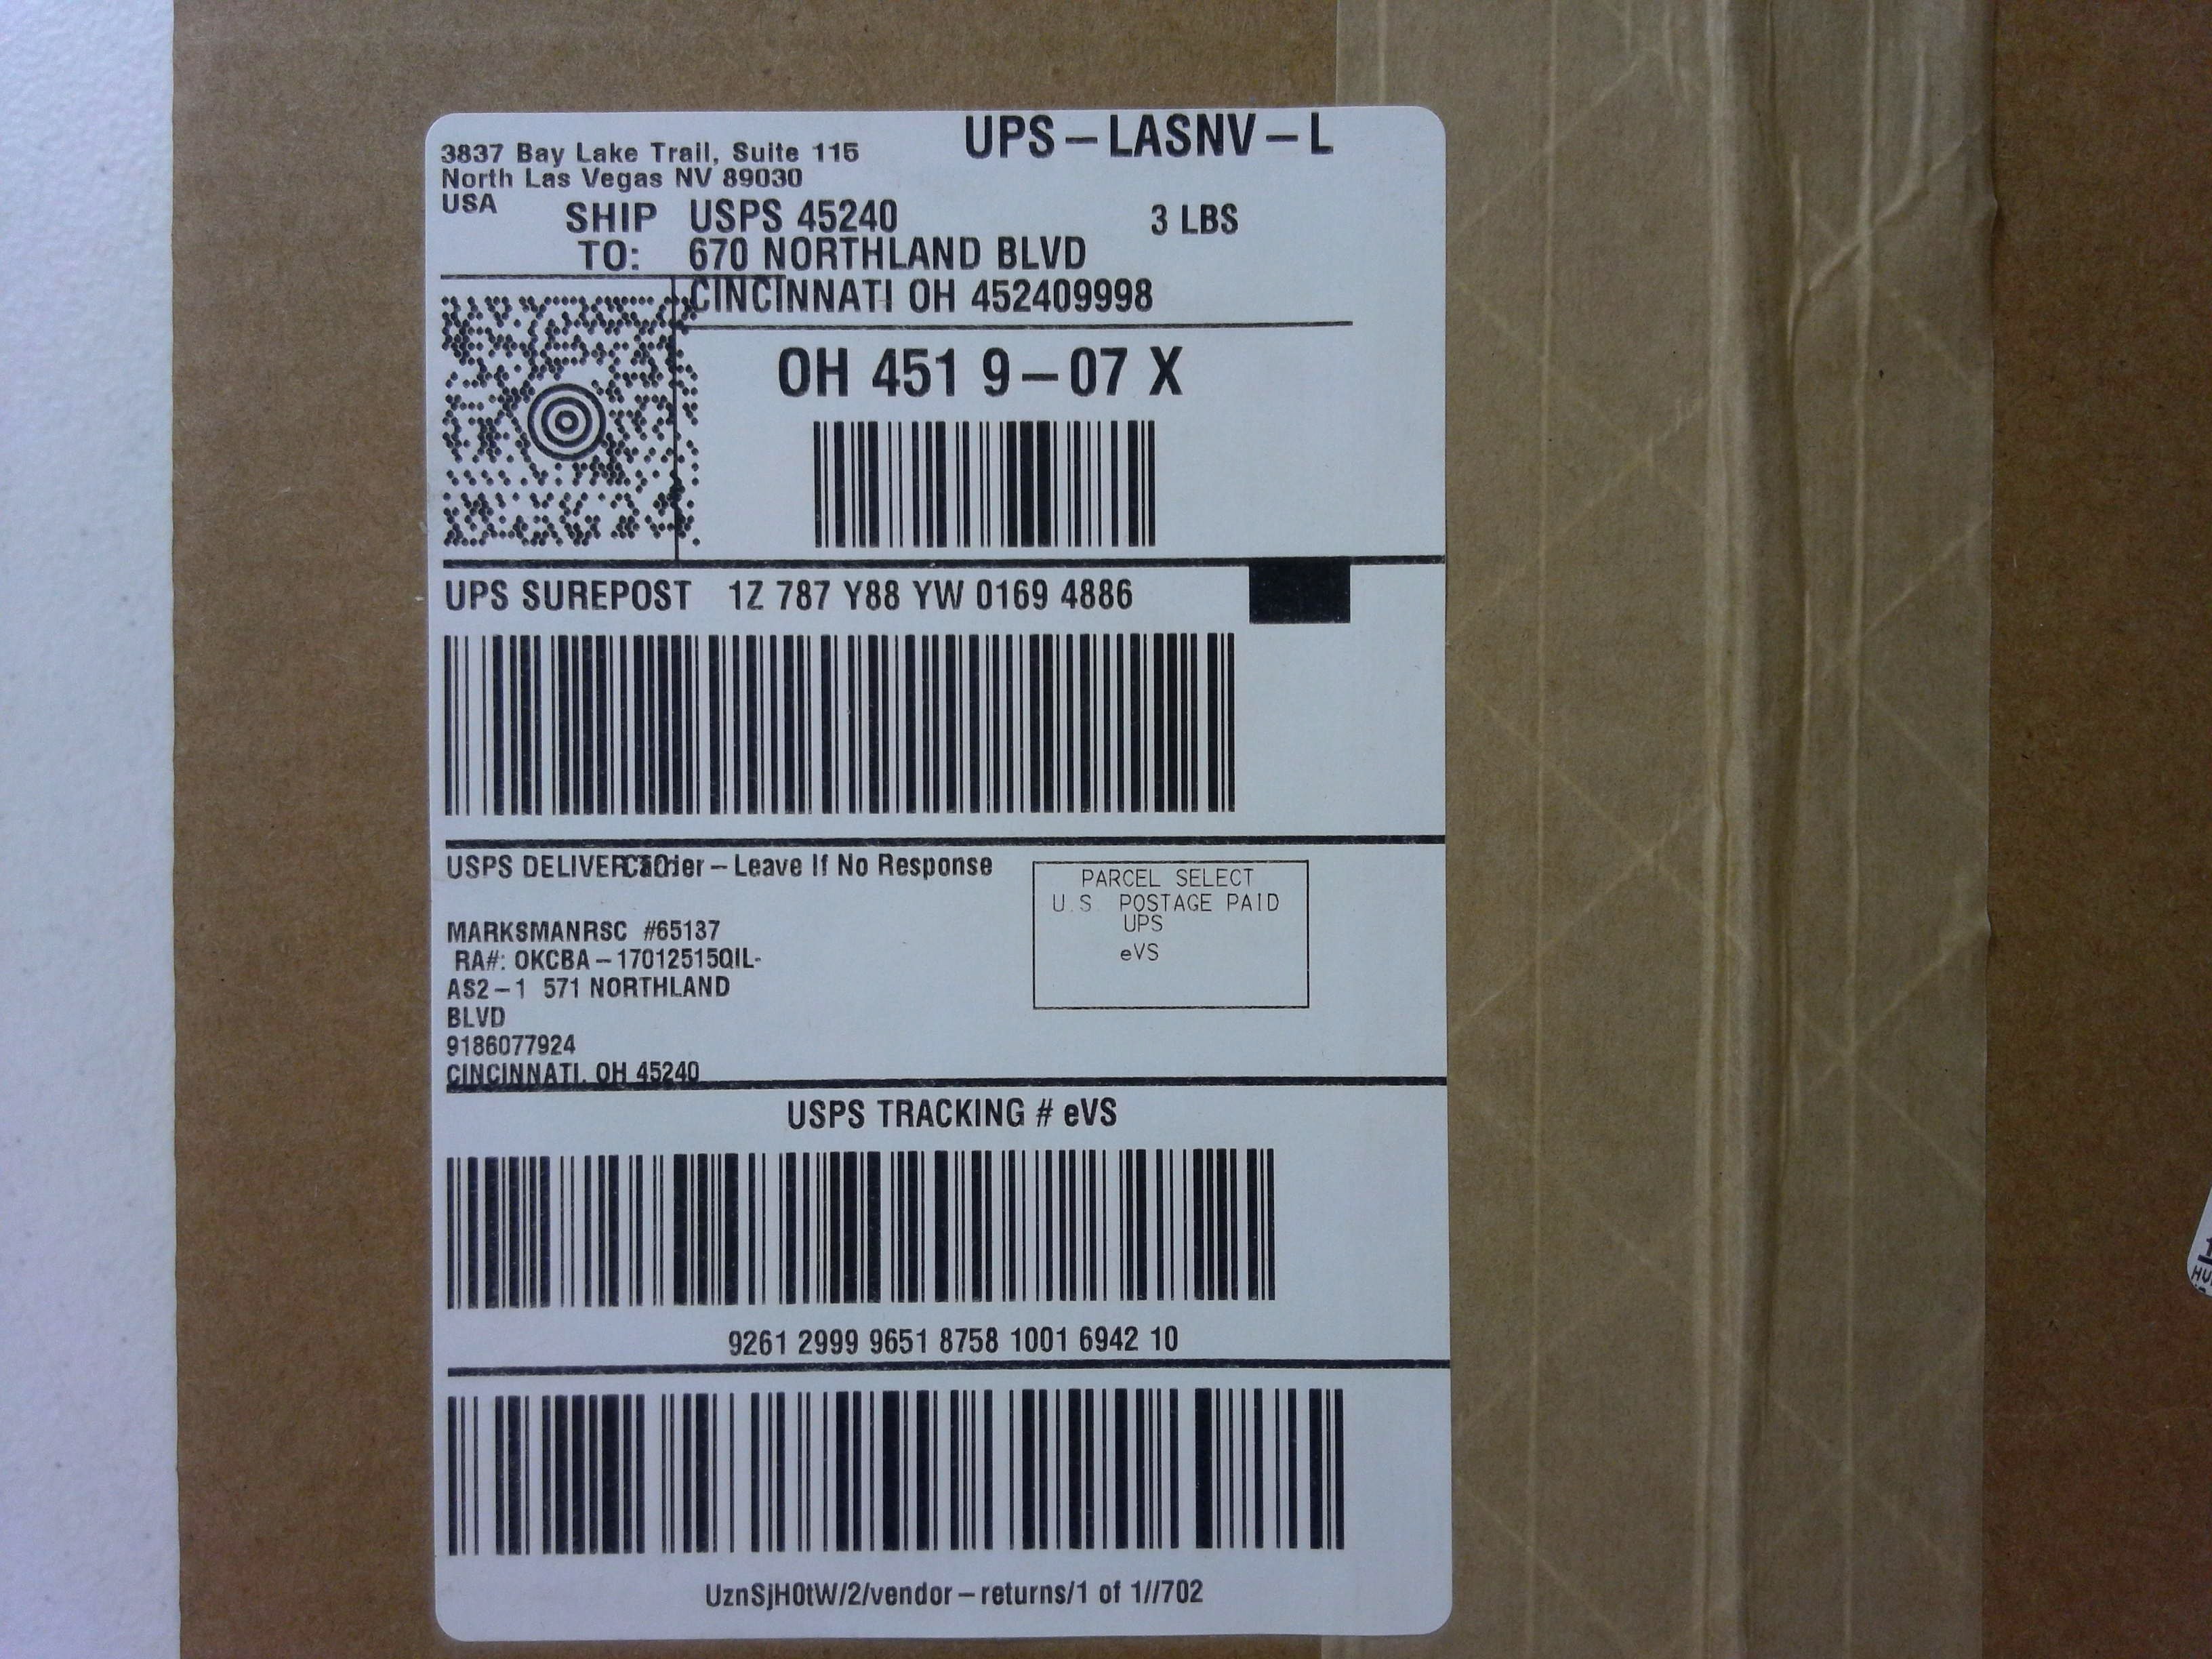 3837 Bay Lake Trail, Suite 115
North Las Vegas NV 89030
USA
UPS-LASNV-L
SHIP TO:
USPS 45240
3 LBS
670 NORTHLAND BLVD
CINCINNATI OH 452409998
OH 451 9-07 X
UPS SUREPOST 1Z 787 Y88 YW 0169 4886
USPS DELIVER TO:
Carrier - Leave If No Response
PARCEL SELECT
U.S. POSTAGE PAID
UPS
eVS
MARKSMANRSC #65137
RA#: OKCBA-17012515QIL-
AS2-1 571 NORTHLAND
BLVD
9186077924
CINCINNATI, OH 45240
USPS TRACKING # eVS
9261 2999 9651 8758 1001 6942 10
UznSjH0tW/2/vendor-returns/1 of 1//702